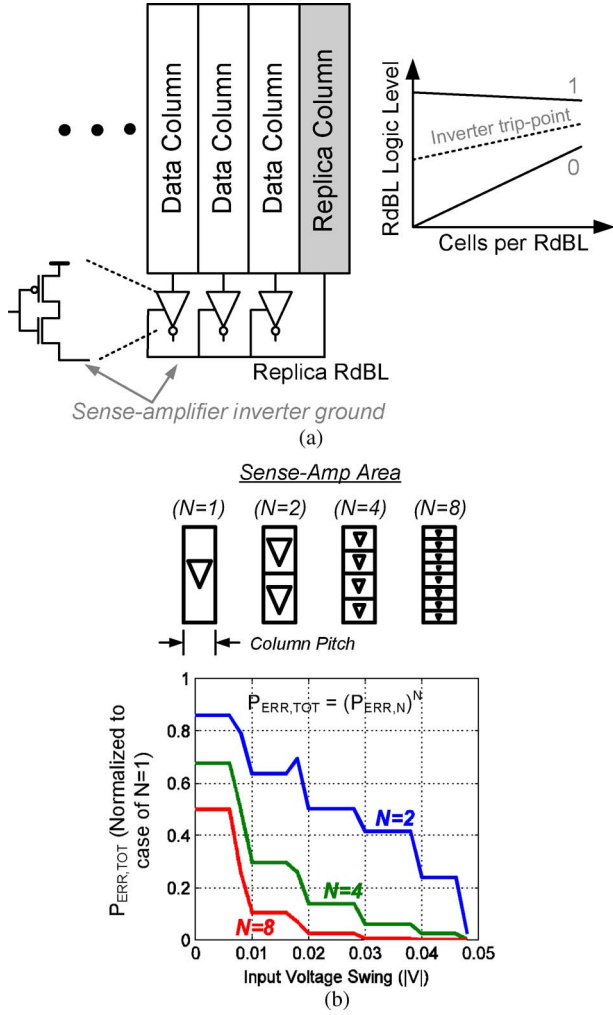 Data Column
Data Column
Data Column
Replica Column
RdBL Logic Level
1
Inverter trip-point
0
Cells per RdBL
Replica RdBL
Sense-amplifier inverter ground
(a)
Sense-Amp Area
(N=1) (N=2) (N=4) (N=8)
Column Pitch
P_ERR,TOT (Normalized to
case of N=1)
P_ERR,TOT = (P_ERR,N)^N
1
0.8
0.6
0.4
0.2
0
N=2
N=4
N=8
0 0.01 0.02 0.03 0.04 0.05
Input Voltage Swing (|V|)
(b)